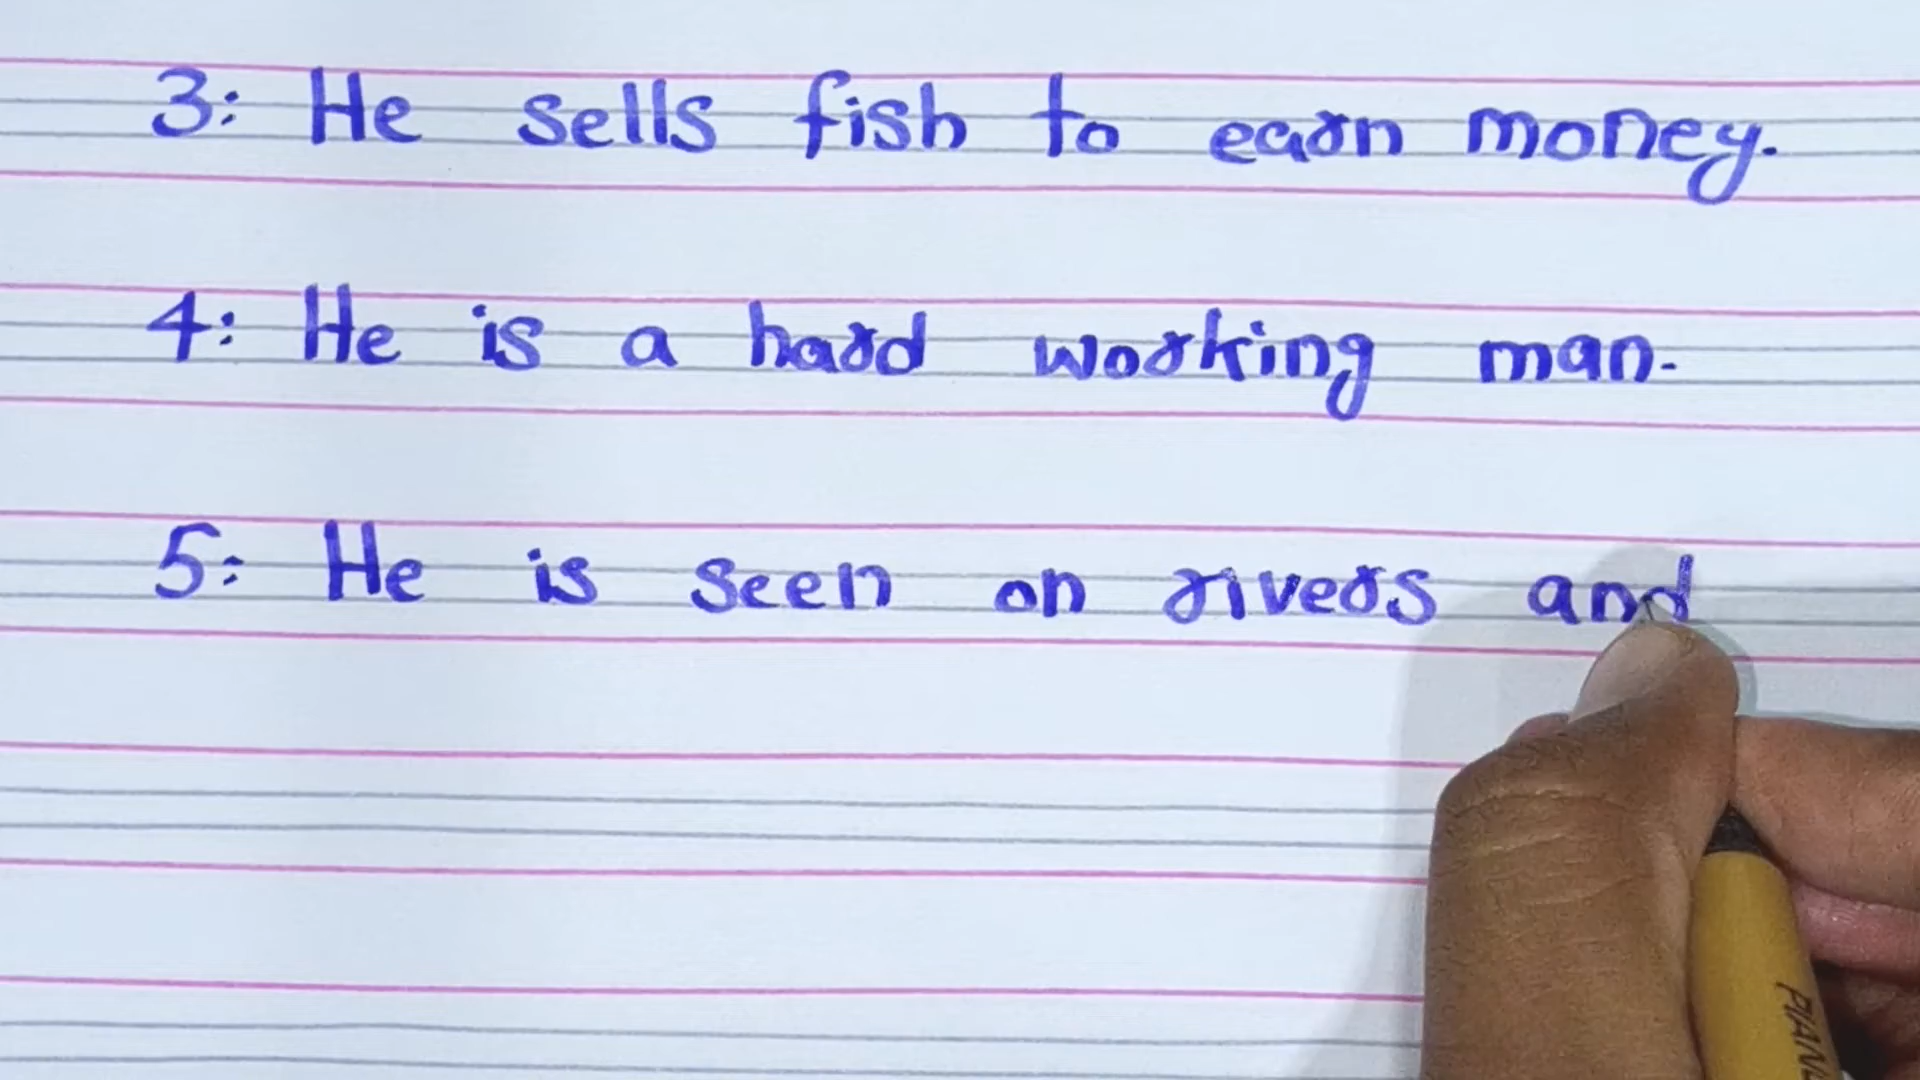 3: He sells fish to earn money.
4: He is a hard working man.
5: He is seen on rivers and